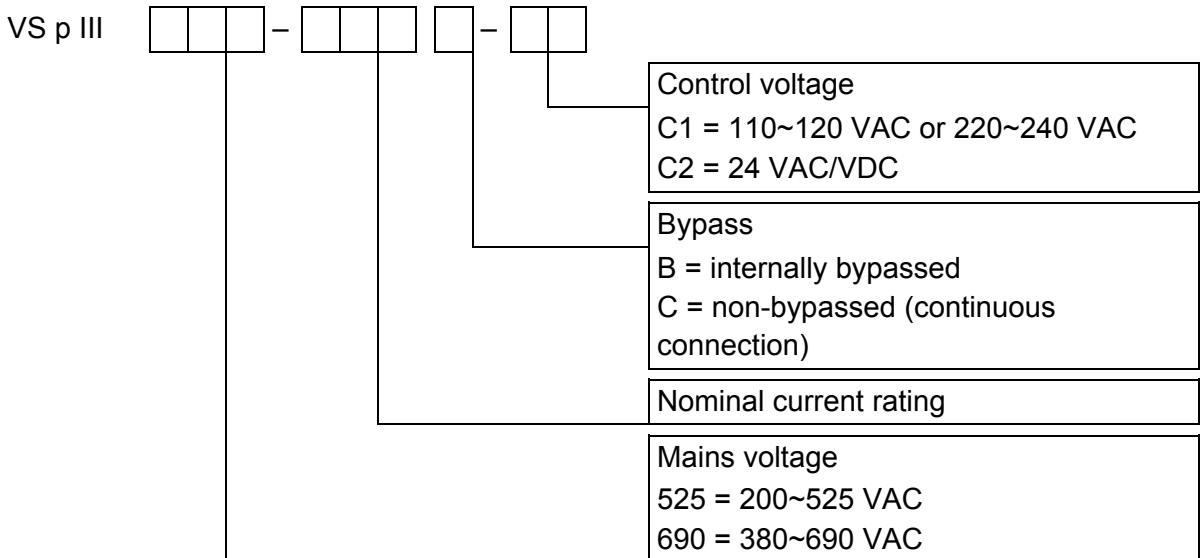 VS p III – –
Control voltage
C1 = 110~120 VAC or 220~240 VAC
C2 = 24 VAC/VDC
Bypass
B = internally bypassed
C = non-bypassed (continuous
connection)
Nominal current rating
Mains voltage
525 = 200~525 VAC
690 = 380~690 VAC